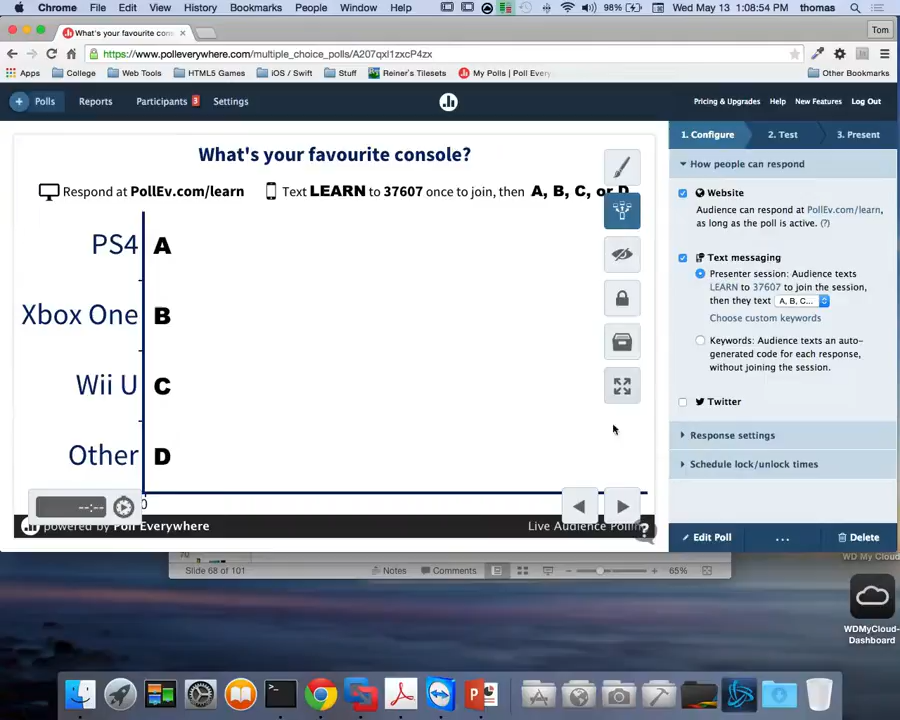 Chrome File Edit View History Bookmarks People Window Help 98% Wed May 13 1:08:54 PM thomas
What's your favourite con Tom
https://www.polleverywhere.com/multiple_choice_polls/A207qxl1zxcP4zx
Apps College Web Tools HTML5 Games iOS / Swift Stuff Reiner's Tilesets My Polls | Poll Every Other Bookmarks
+ Polls Reports Participants 3 Settings Pricing & Upgrades Help New Features Log Out
What's your favourite console?
Respond at PollEv.com/learn Text LEARN to 37607 once to join, then A, B, C, or D
PS4 A
Xbox One B
Wii U C
Other D
--:-- 0
powered by Poll Everywhere Live Audience Pollin
?
1. Configure 2. Test 3. Present
How people can respond
Website
Audience can respond at PollEv.com/learn,
as long as the poll is active. (?)
Text messaging
Presenter session: Audience texts
LEARN to 37607 to join the session,
then they text A, B, C...
Choose custom keywords
Keywords: Audience texts an auto-
generated code for each response,
without joining the session.
Twitter
Response settings
Schedule lock/unlock times
Edit Poll ... Delete
Slide 68 of 101 Notes Comments 65%
WD My Cloud
WDMyCloud-
Dashboard